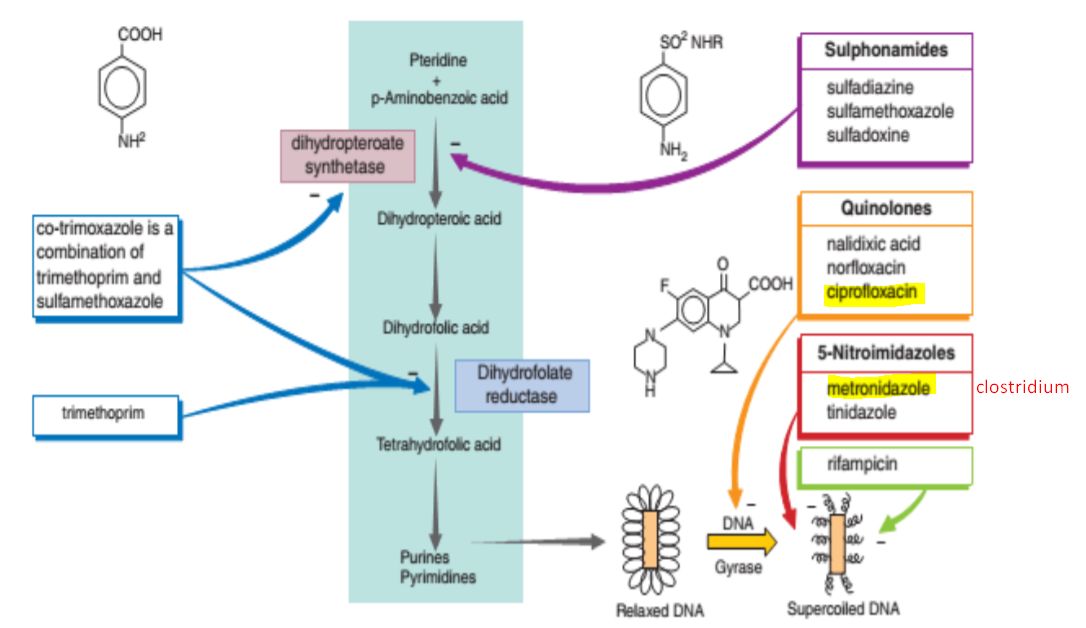 COOH
NH²
Pteridine
+
p-Aminobenzoic acid
SO² NHR
NH₂
Sulphonamides
sulfadiazine
sulfamethoxazole
sulfadoxine
dihydropteroate
synthetase
–
–
Dihydropteroic acid
co-trimoxazole is a
combination of
trimethoprim and
sulfamethoxazole
Quinolones
nalidixic acid
norfloxacin
ciprofloxacin
O
F
COOH
N
N
N
H
Dihydrofolic acid
–
Dihydrofolate
reductase
trimethoprim
5-Nitroimidazoles
metronidazole
tinidazole
clostridium
Tetrahydrofolic acid
rifampicin
Purines
Pyrimidines
–
DNA
Gyrase
–
–
Relaxed DNA
Supercoiled DNA